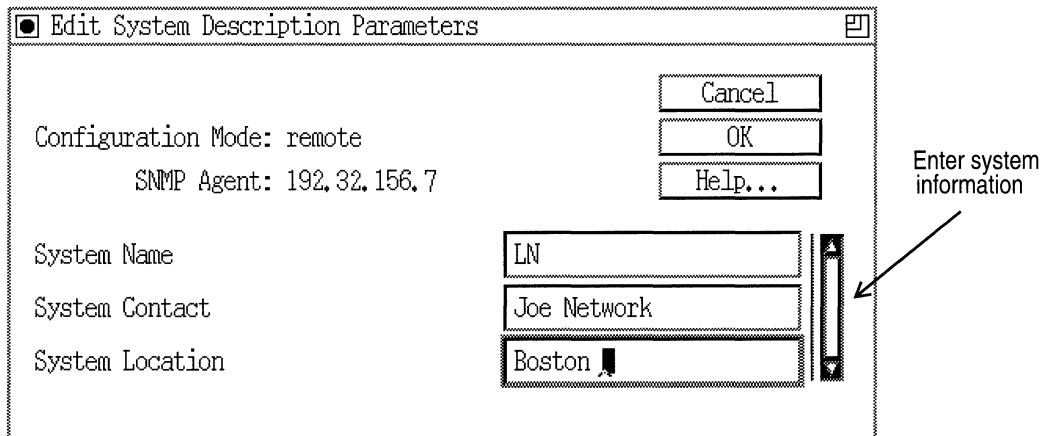 Edit System Description Parameters
Cancel
Configuration Mode: remote
OK
SNMP Agent: 192.32.156.7
Help...
Enter system
information
System Name
LN
System Contact
Joe Network
System Location
Boston